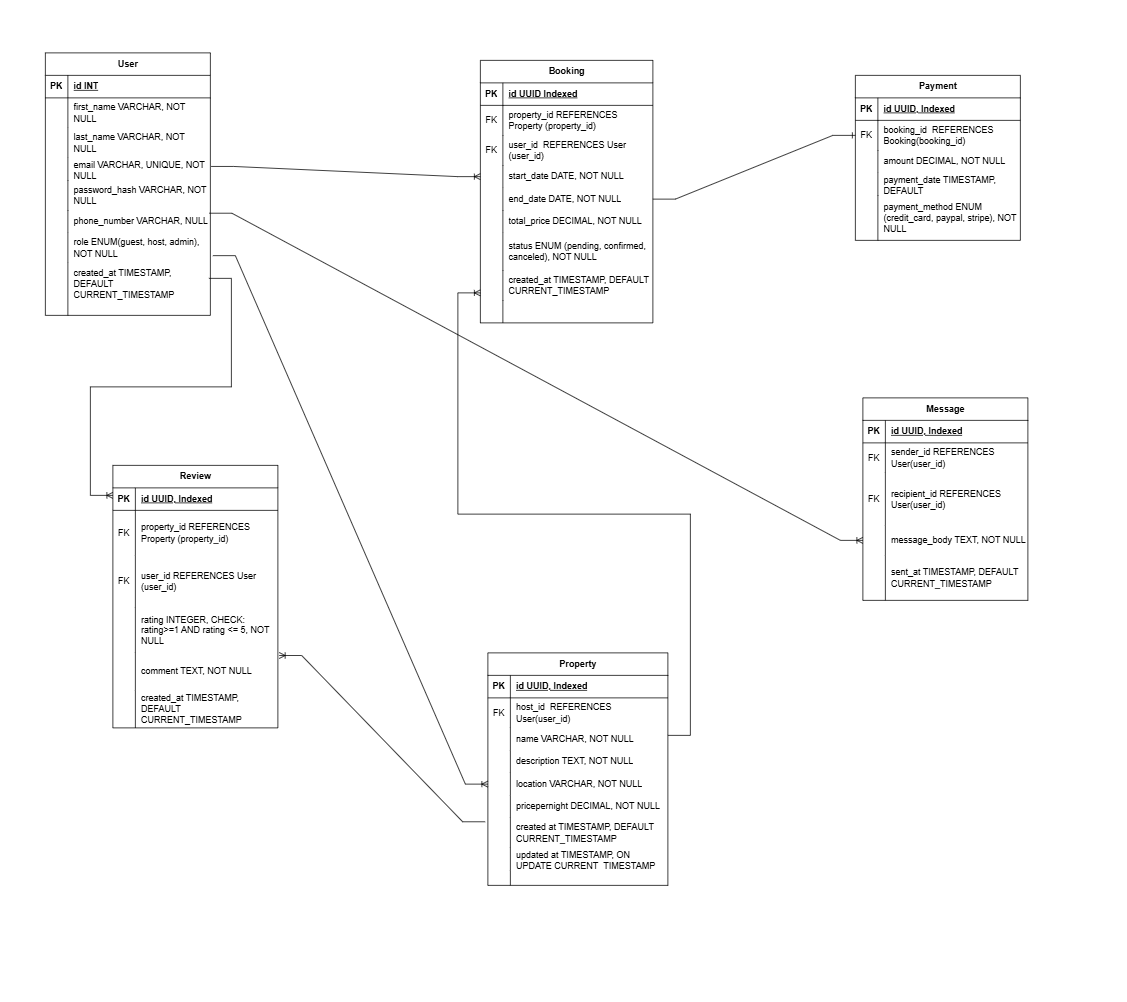 User
PK id INT
first_name VARCHAR, NOT
NULL
last_name VARCHAR, NOT
NULL
email VARCHAR, UNIQUE, NOT
NULL
password_hash VARCHAR, NOT
NULL
phone_number VARCHAR, NULL
role ENUM(guest, host, admin),
NOT NULL
created_at TIMESTAMP,
DEFAULT
CURRENT_TIMESTAMP
Booking
PK id UUID Indexed
FK property_id REFERENCES
Property (property_id)
FK user_id REFERENCES User
(user_id)
start_date DATE, NOT NULL
end_date DATE, NOT NULL
total_price DECIMAL, NOT NULL
status ENUM (pending, confirmed,
canceled), NOT NULL
created_at TIMESTAMP, DEFAULT
CURRENT_TIMESTAMP
Payment
PK id UUID, Indexed
FK booking_id REFERENCES
Booking(booking_id)
amount DECIMAL, NOT NULL
payment_date TIMESTAMP,
DEFAULT
payment_method ENUM
(credit_card, paypal, stripe), NOT
NULL
Message
PK id UUID, Indexed
FK sender_id REFERENCES
User(user_id)
FK recipient_id REFERENCES
User(user_id)
message_body TEXT, NOT NULL
sent_at TIMESTAMP, DEFAULT
CURRENT_TIMESTAMP
Review
PK id UUID, Indexed
FK property_id REFERENCES
Property (property_id)
FK user_id REFERENCES User
(user_id)
rating INTEGER, CHECK:
rating>=1 AND rating <= 5, NOT
NULL
comment TEXT, NOT NULL
created_at TIMESTAMP,
DEFAULT
CURRENT_TIMESTAMP
Property
PK id UUID, Indexed
FK host_id REFERENCES
User(user_id)
name VARCHAR, NOT NULL
description TEXT, NOT NULL
location VARCHAR, NOT NULL
pricepernight DECIMAL, NOT NULL
created at TIMESTAMP, DEFAULT
CURRENT_TIMESTAMP
updated at TIMESTAMP, ON
UPDATE CURRENT_TIMESTAMP